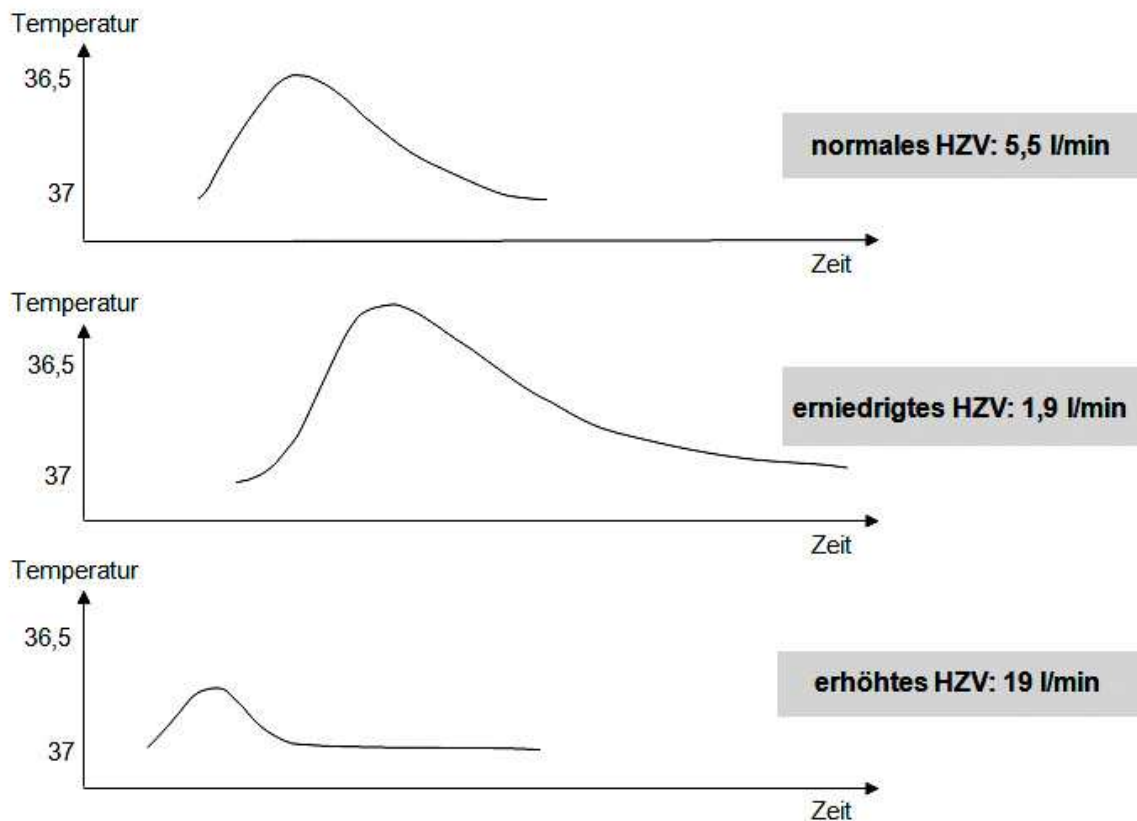 Temperatur
36,5
37
normales HZV: 5,5 l/min
Zeit
Temperatur
36,5
37
erniedrigtes HZV: 1,9 l/min
Zeit
Temperatur
36,5
37
erhöhtes HZV: 19 l/min
Zeit